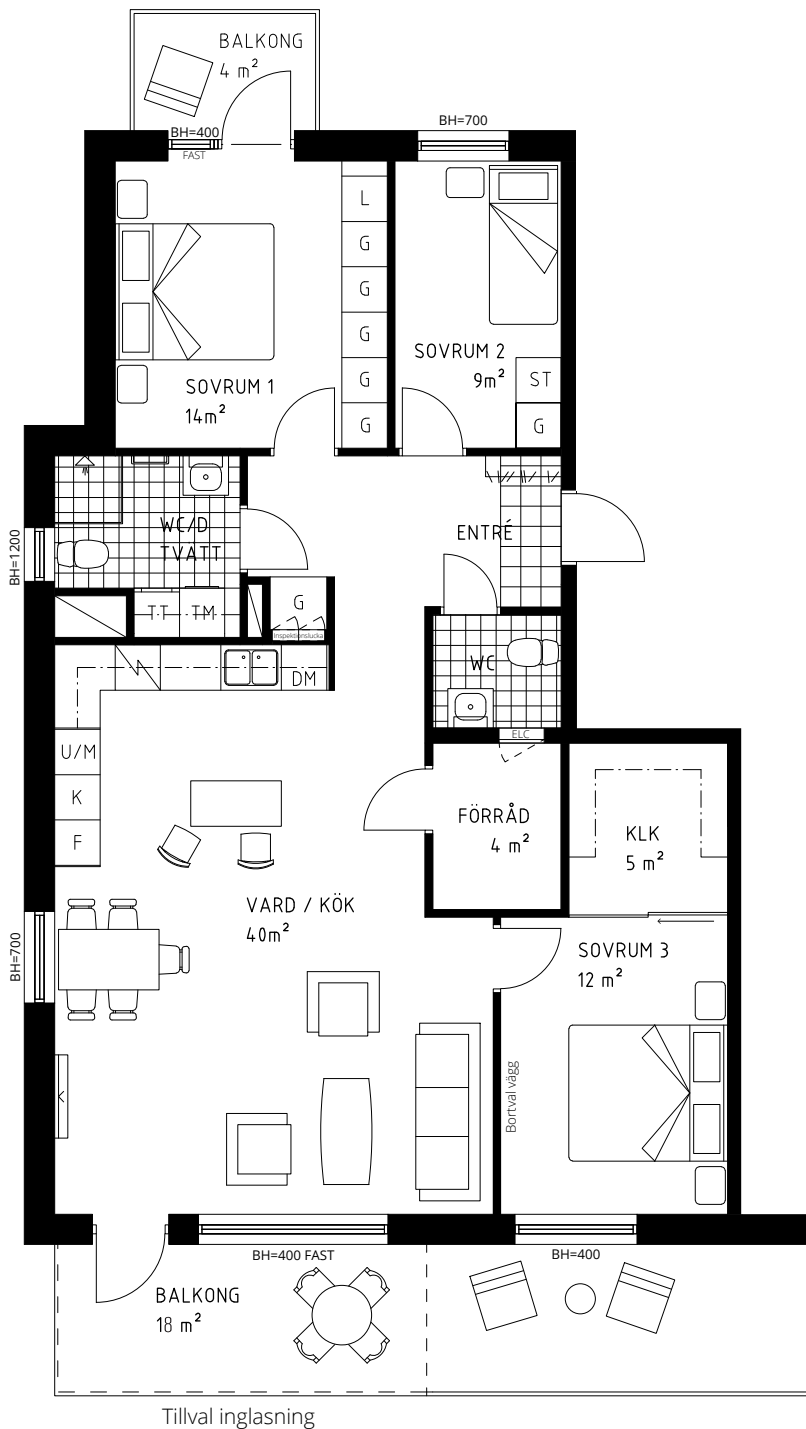 BALKONG
4 m²
BH=400
FAST
BH=700
L
G
G
G
G
G
SOVRUM 1
14m²
SOVRUM 2
9m²
ST
G
WC/D
TVÄTT
ENTRÉ
BH=1200
TT
TM
G
Inspektionslucka
WC
DM
ELC
U/M
K
F
FÖRRÅD
4 m²
KLK
5 m²
VARD / KÖK
40m²
BH=700
SOVRUM 3
12 m²
Bortval vägg
BH=400 FAST
BH=400
BALKONG
18 m²
Tillval inglasning